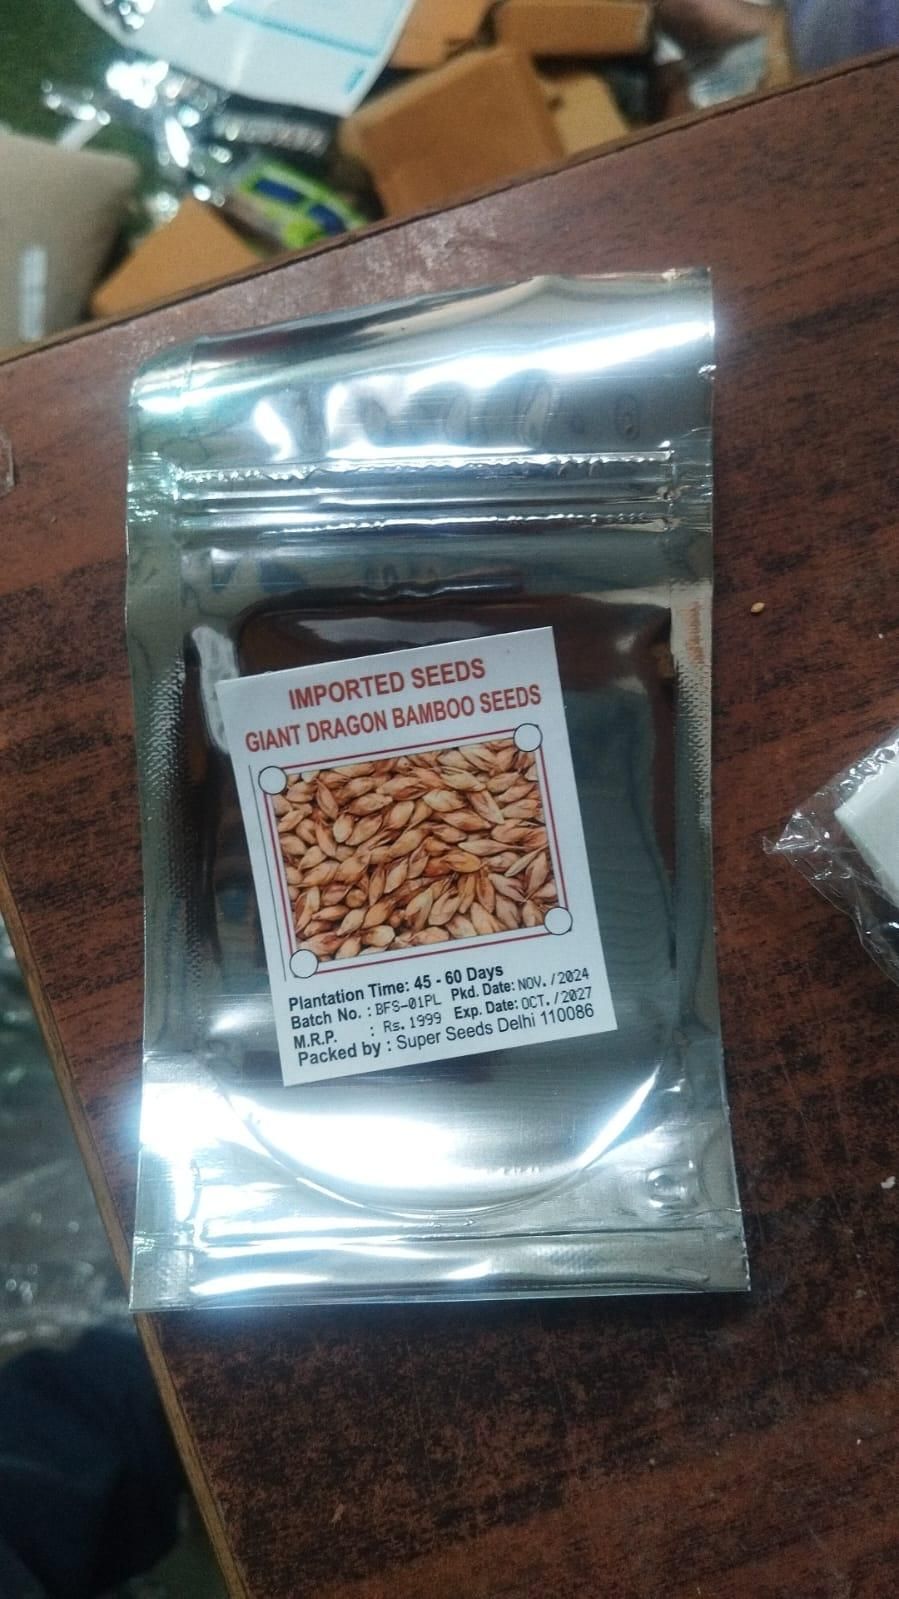 IMPORTED SEEDS
GIANT DRAGON BAMBOO SEEDS
Plantation Time: 45 - 60 Days
Batch No. : BFS-01PL Pkd. Date: NOV. /2024
M.R.P. : Rs. 1999 Exp. Date: OCT. /2027
Packed by : Super Seeds Delhi 110086